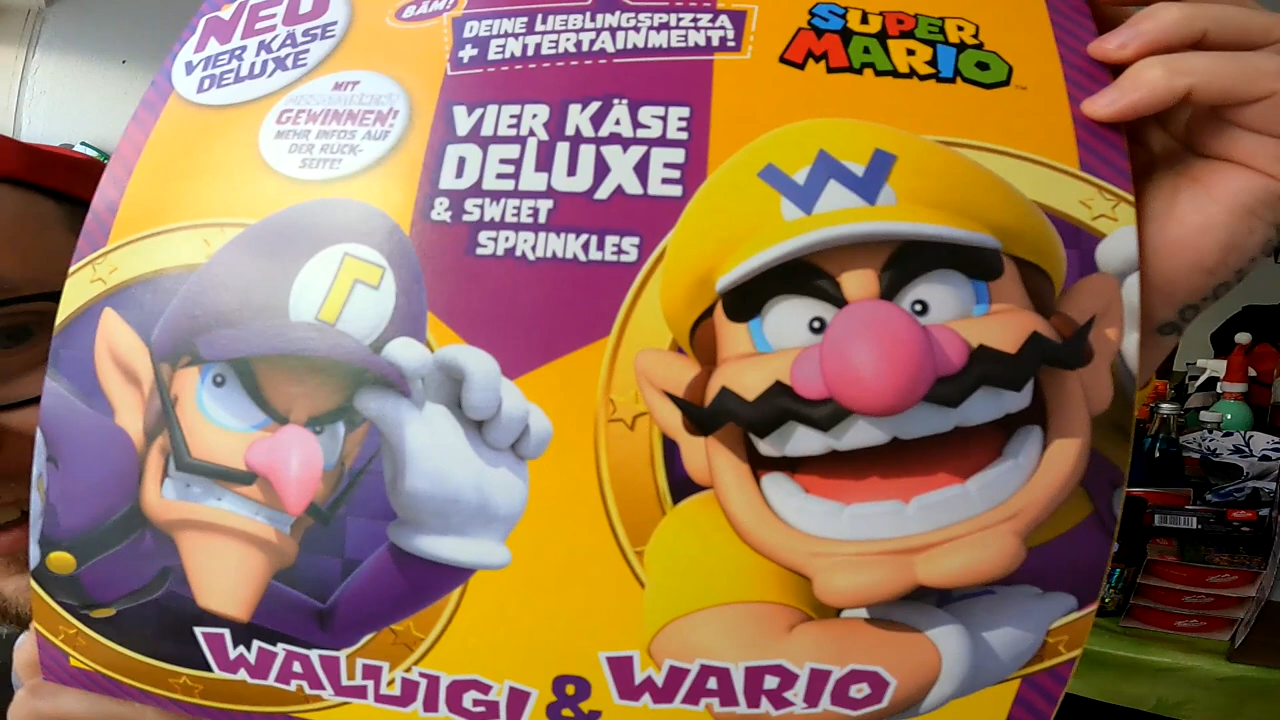 NEU
VIER KÄSE
DELUXE
BÄM!
DEINE LIEBLINGSPIZZA
+ ENTERTAINMENT!
SUPER
MARIO™
MIT
GEWINNEN!
MEHR INFOS AUF
DER RÜCK-
SEITE!
VIER KÄSE
DELUXE
& SWEET
SPRINKLES
W
WALUIGI & WARIO